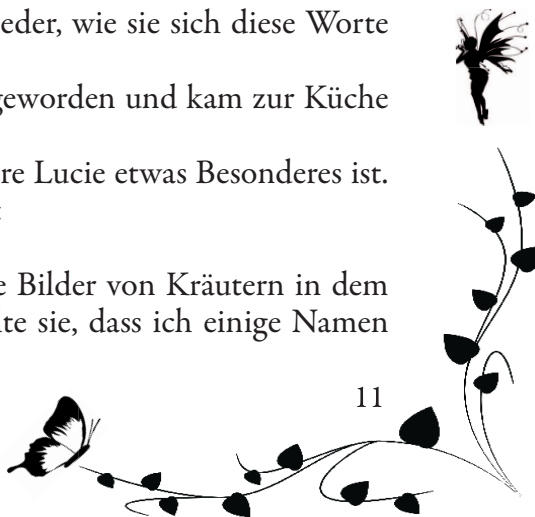 eder, wie sie sich diese Worte
geworden und kam zur Küche
re Lucie etwas Besonderes ist.
e Bilder von Kräutern in dem
te sie, dass ich einige Namen
11